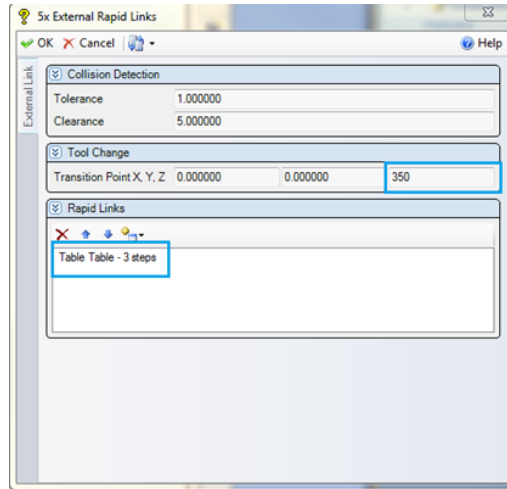 5x External Rapid Links
OK Cancel Help
External Link
Collision Detection
Tolerance 1.000000
Clearance 5.000000
Tool Change
Transition Point X, Y, Z 0.000000 0.000000 350
Rapid Links
Table Table - 3 steps